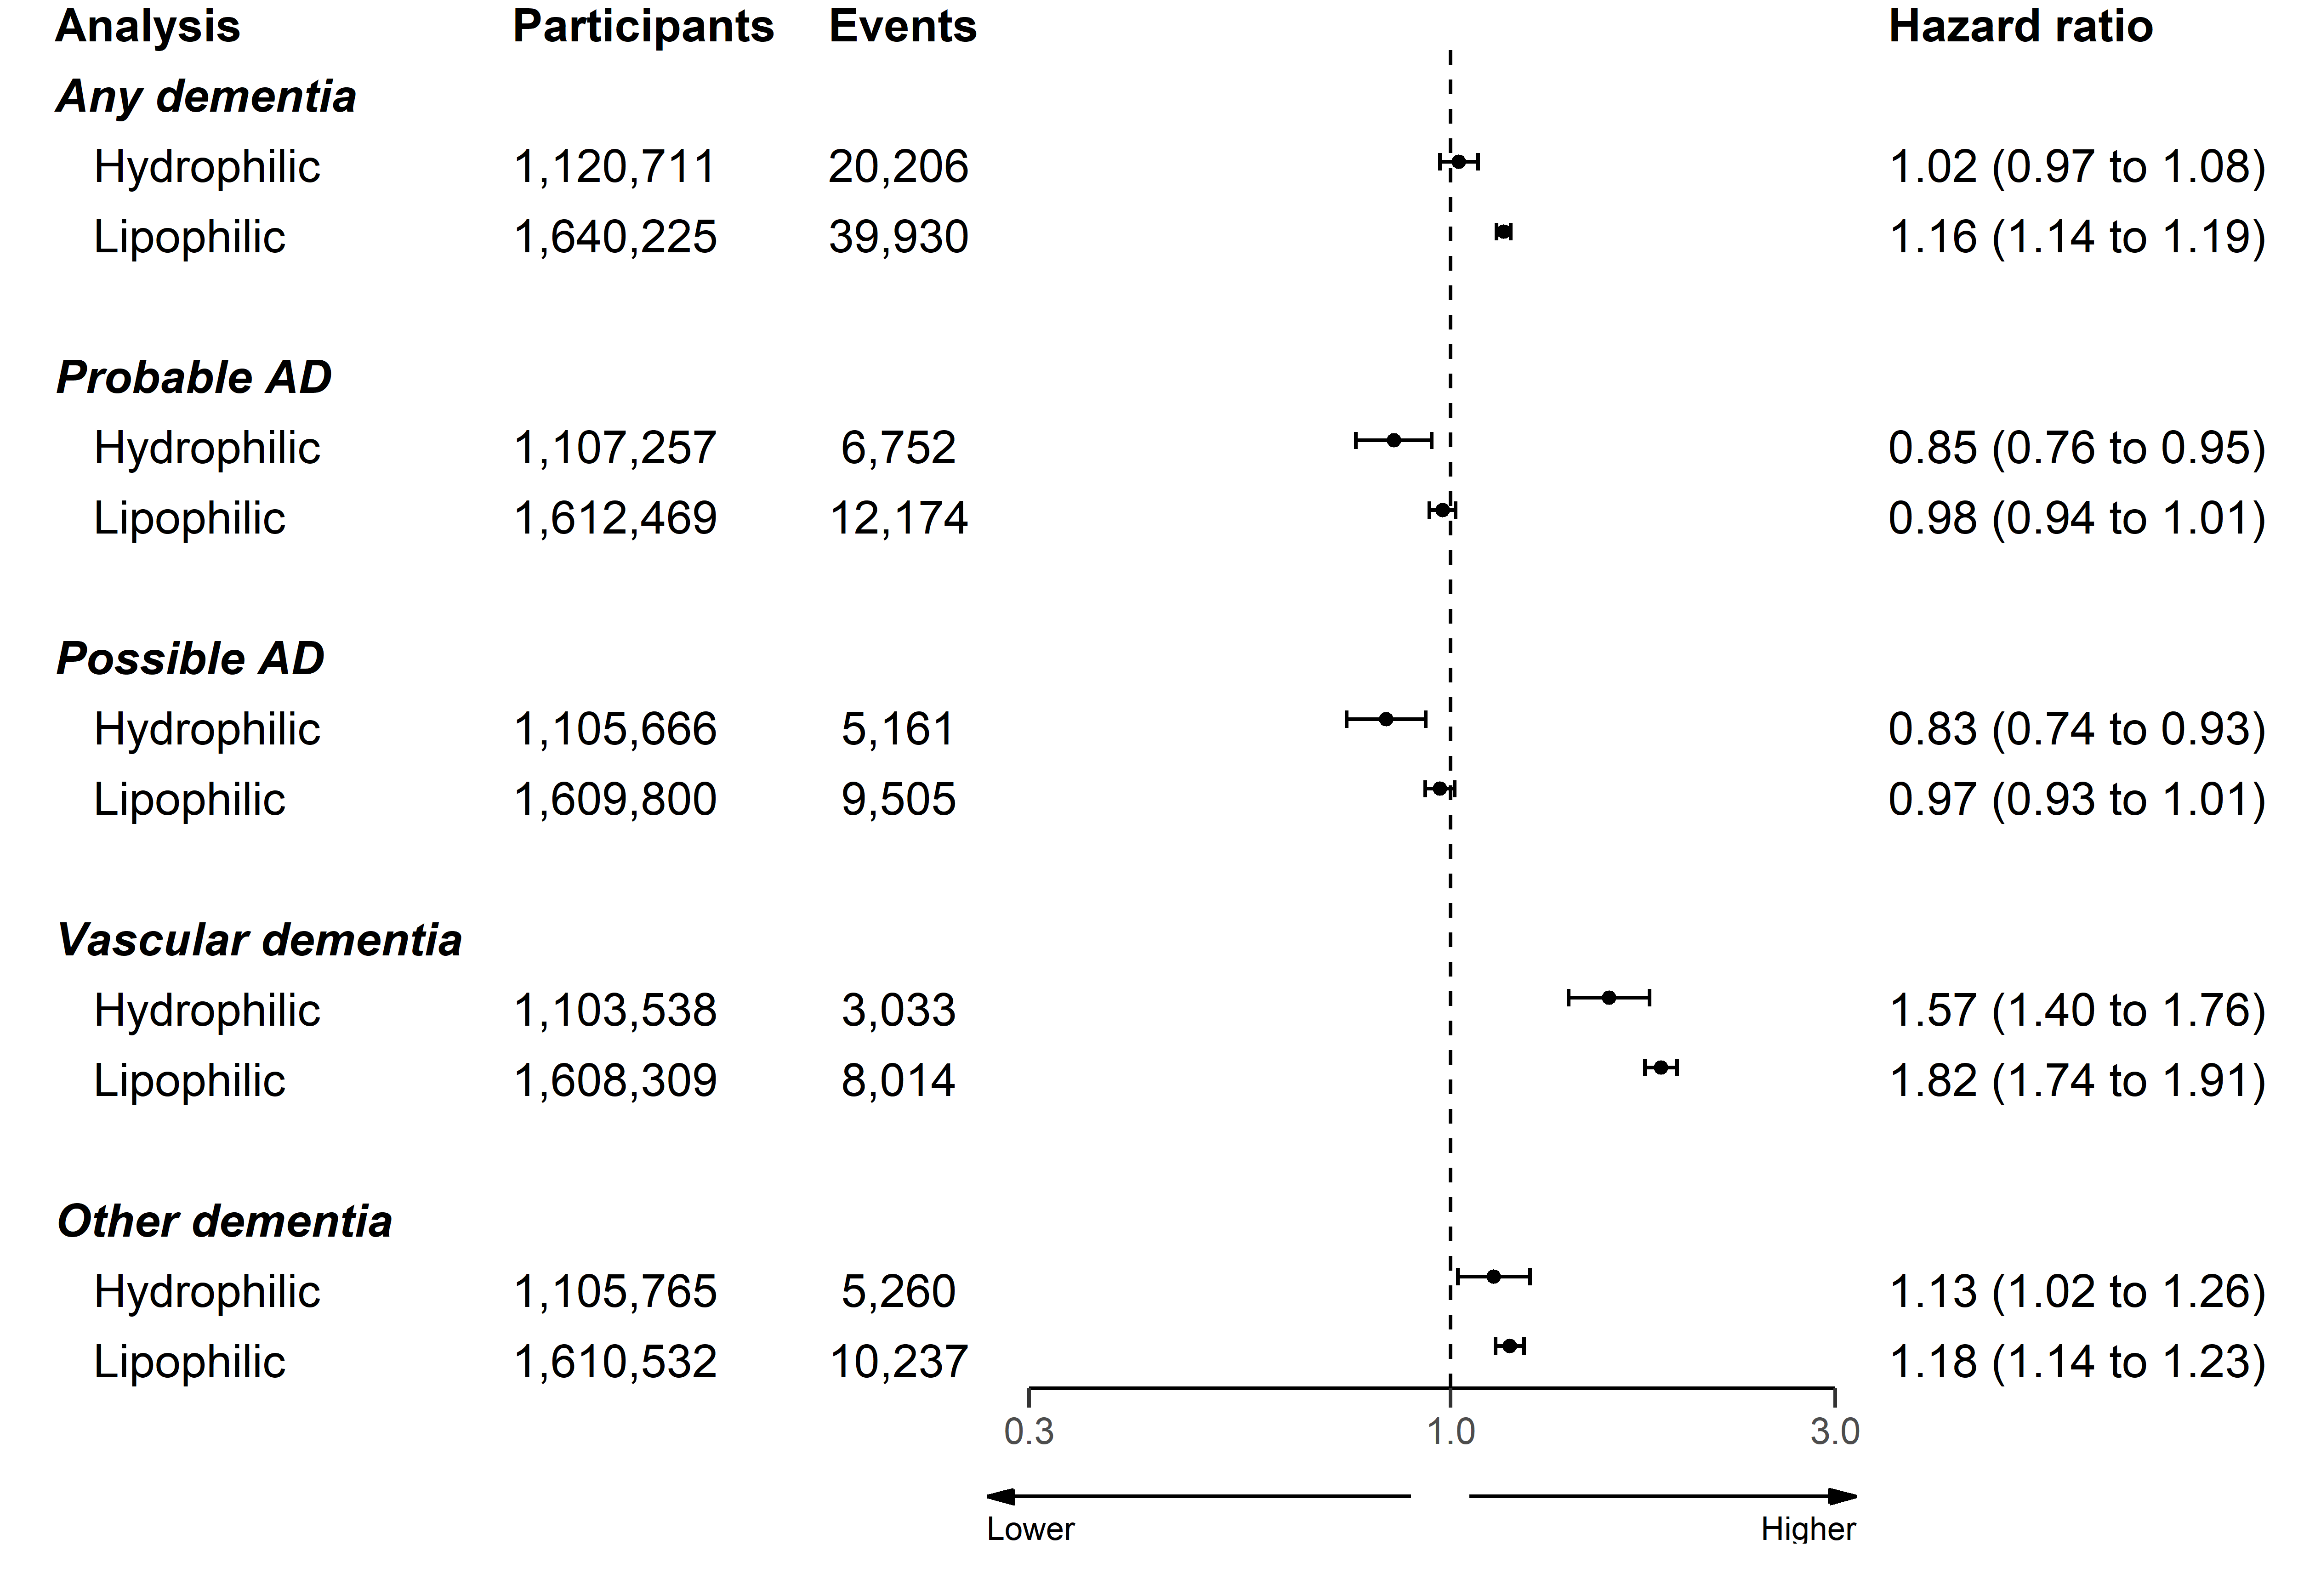 Analysis Participants Events Hazard ratio
Any dementia
Hydrophilic 1,120,711 20,206 1.02 (0.97 to 1.08)
Lipophilic 1,640,225 39,930 1.16 (1.14 to 1.19)
Probable AD
Hydrophilic 1,107,257 6,752 0.85 (0.76 to 0.95)
Lipophilic 1,612,469 12,174 0.98 (0.94 to 1.01)
Possible AD
Hydrophilic 1,105,666 5,161 0.83 (0.74 to 0.93)
Lipophilic 1,609,800 9,505 0.97 (0.93 to 1.01)
Vascular dementia
Hydrophilic 1,103,538 3,033 1.57 (1.40 to 1.76)
Lipophilic 1,608,309 8,014 1.82 (1.74 to 1.91)
Other dementia
Hydrophilic 1,105,765 5,260 1.13 (1.02 to 1.26)
Lipophilic 1,610,532 10,237 1.18 (1.14 to 1.23)
0.3 1.0 3.0
Lower Higher